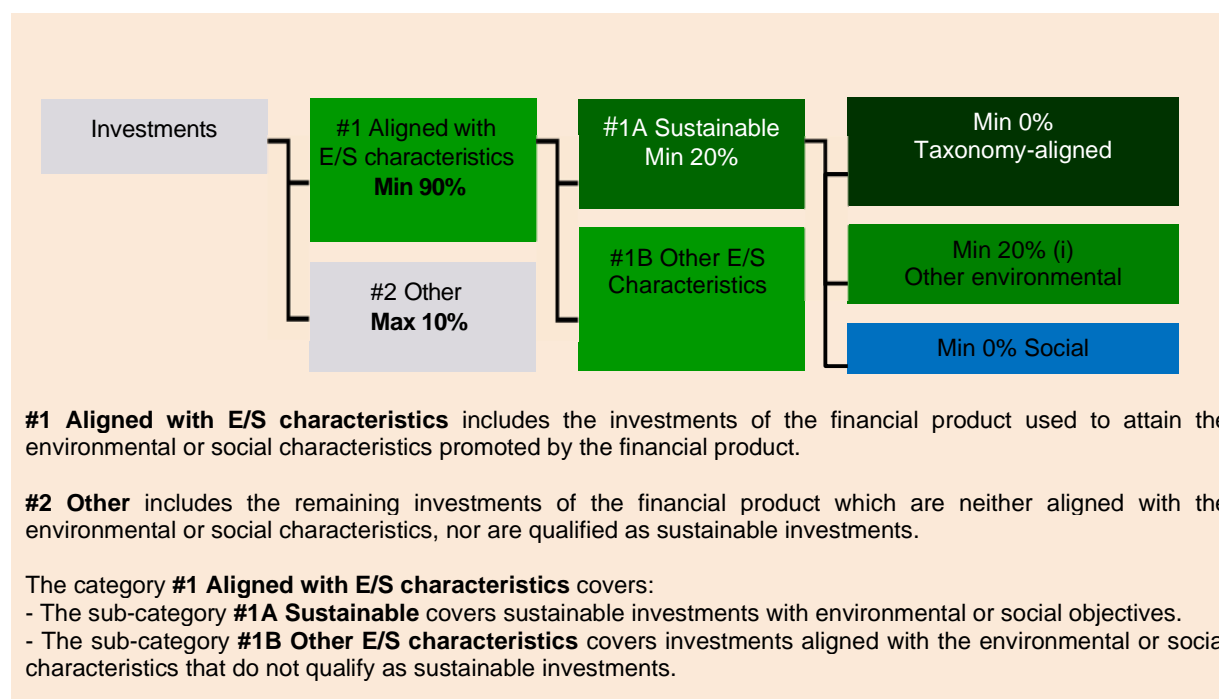 Investments
#1 Aligned with
E/S characteristics
Min 90%
#2 Other
Max 10%
#1A Sustainable
Min 20%
#1B Other E/S
Characteristics
Min 0%
Taxonomy-aligned
Min 20% (i)
Other environmental
Min 0% Social
#1 Aligned with E/S characteristics includes the investments of the financial product used to attain the
environmental or social characteristics promoted by the financial product.
#2 Other includes the remaining investments of the financial product which are neither aligned with the
environmental or social characteristics, nor are qualified as sustainable investments.
The category #1 Aligned with E/S characteristics covers:
- The sub-category #1A Sustainable covers sustainable investments with environmental or social objectives.
- The sub-category #1B Other E/S characteristics covers investments aligned with the environmental or social
characteristics that do not qualify as sustainable investments.